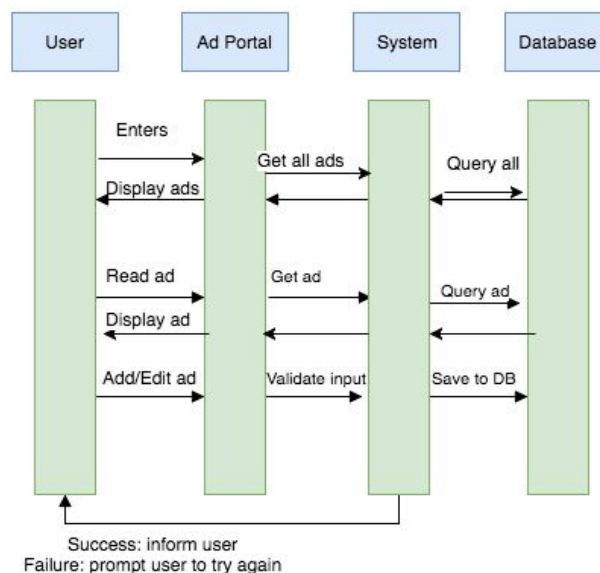 User
Ad Portal
System
Database
Enters
Get all ads
Query all
Display ads
Read ad
Get ad
Query ad
Display ad
Add/Edit ad
Validate input
Save to DB
Success: inform user
Failure: prompt user to try again